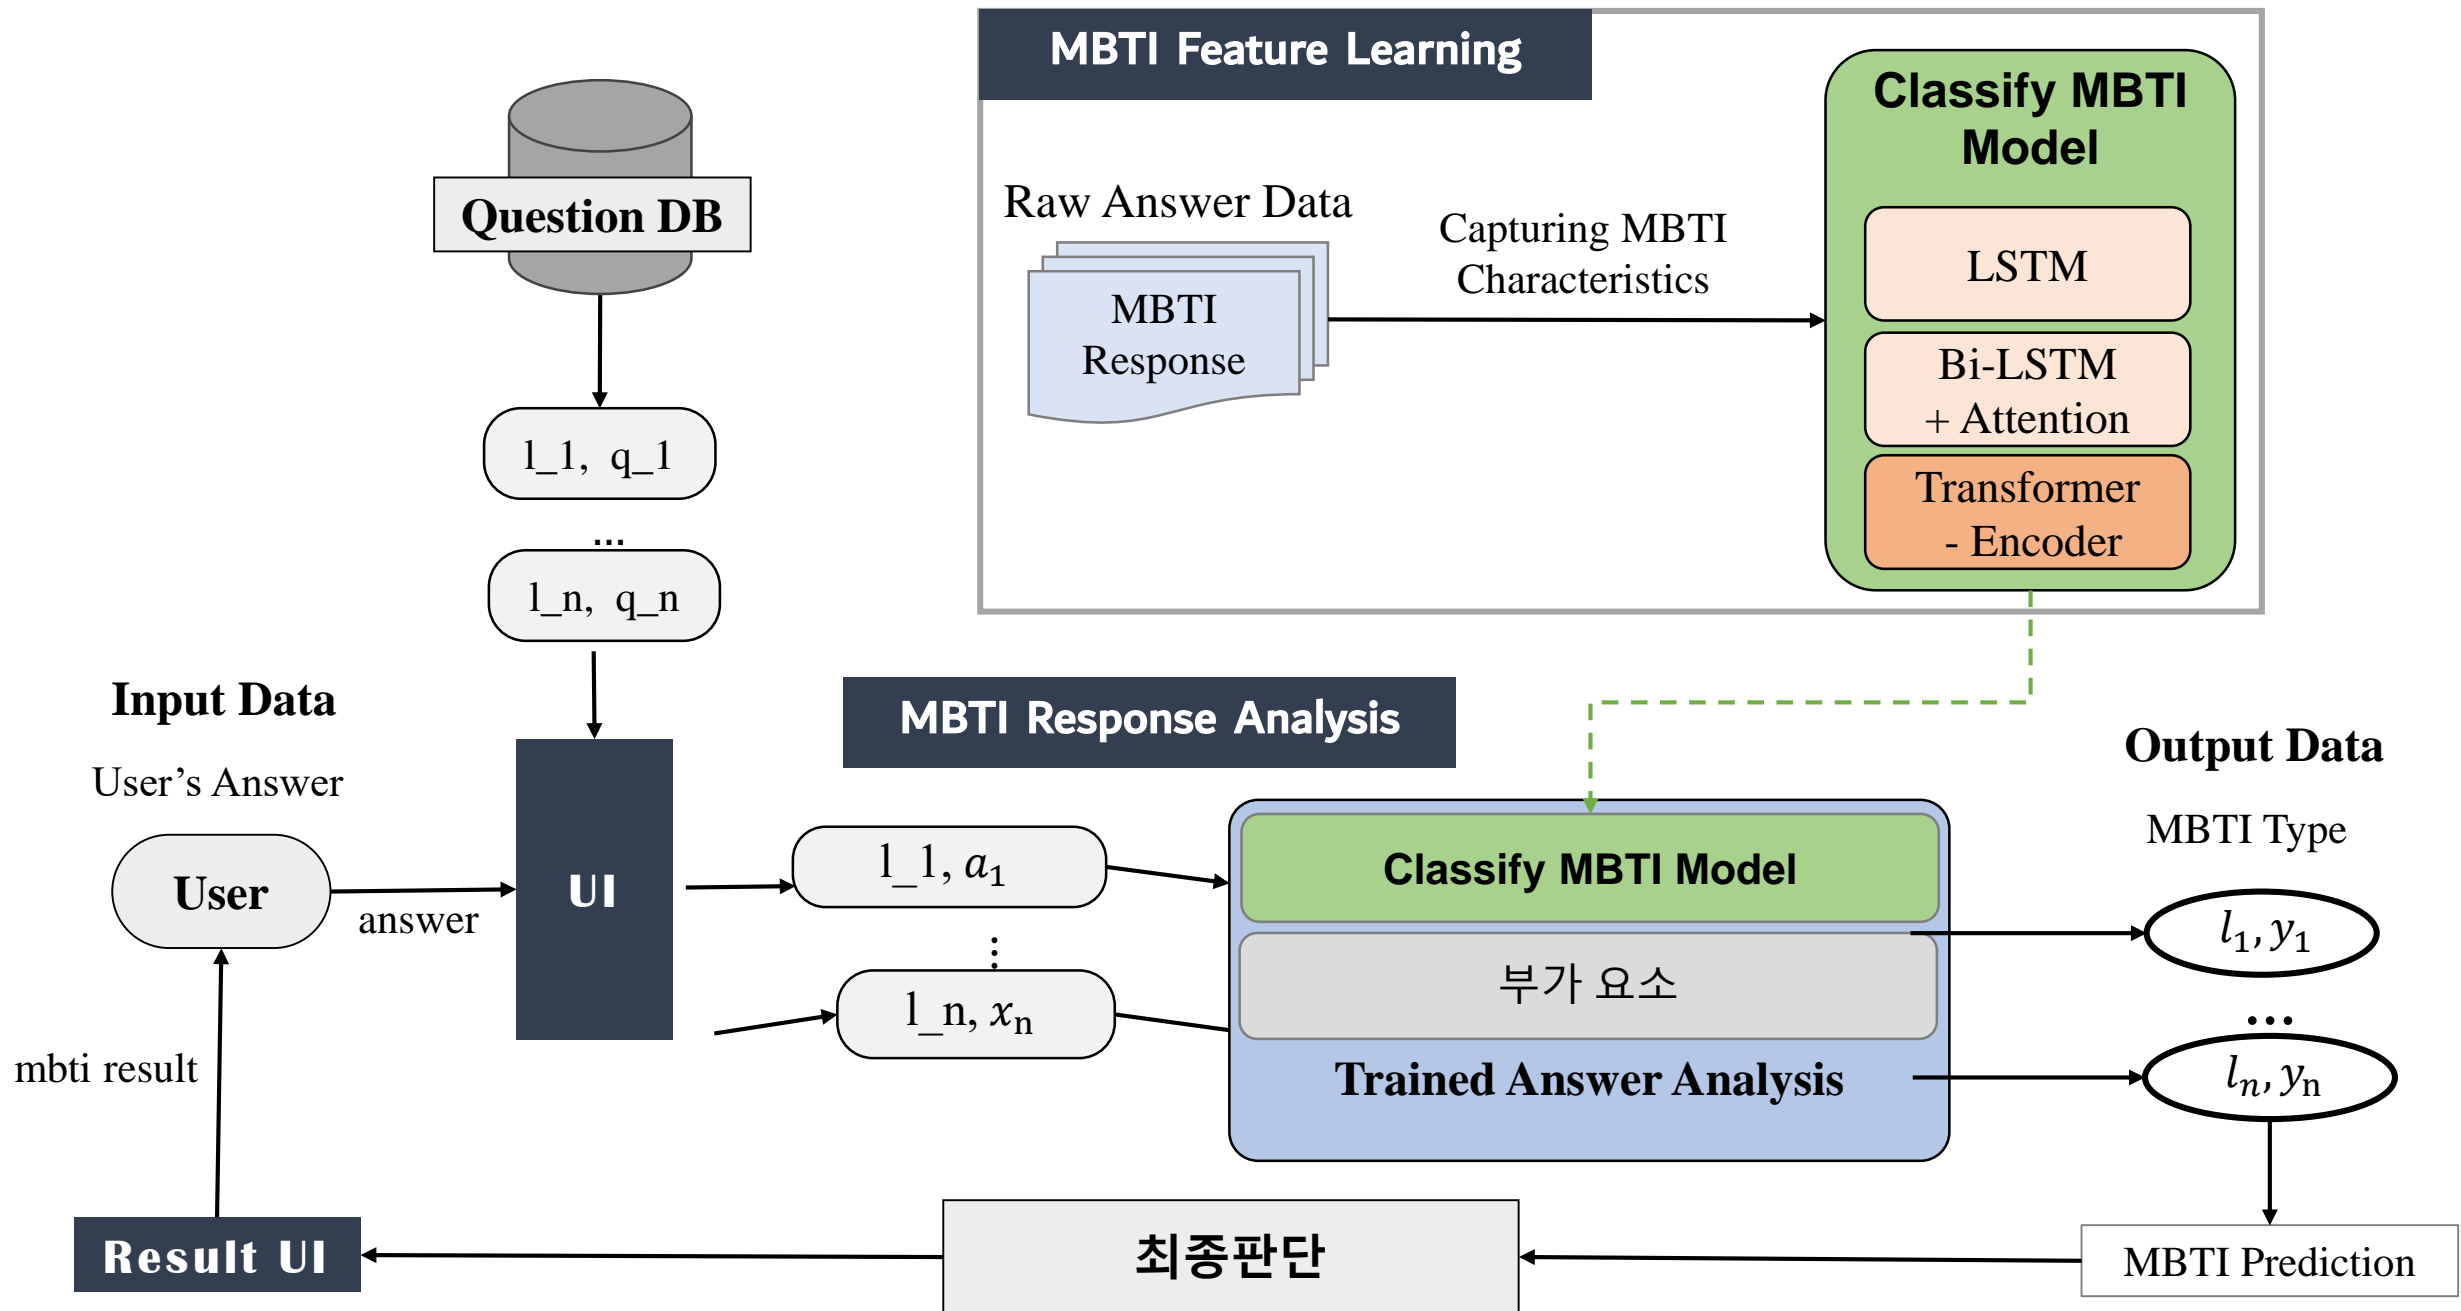 MBTI Feature Learning
Classify MBTI
Model
Question DB
Raw Answer Data
Capturing MBTI
Characteristics
MBTI
Response
LSTM
Bi-LSTM
+ Attention
Transformer
- Encoder
l_1, q_1
...
l_n, q_n
Input Data
User’s Answer
MBTI Response Analysis
Output Data
MBTI Type
User
answer
UI
l_1, a₁
⋮
l_n, xₙ
Classify MBTI Model
부가 요소
Trained Answer Analysis
l₁, y₁
...
lₙ, yₙ
mbti result
Result UI
최종판단
MBTI Prediction